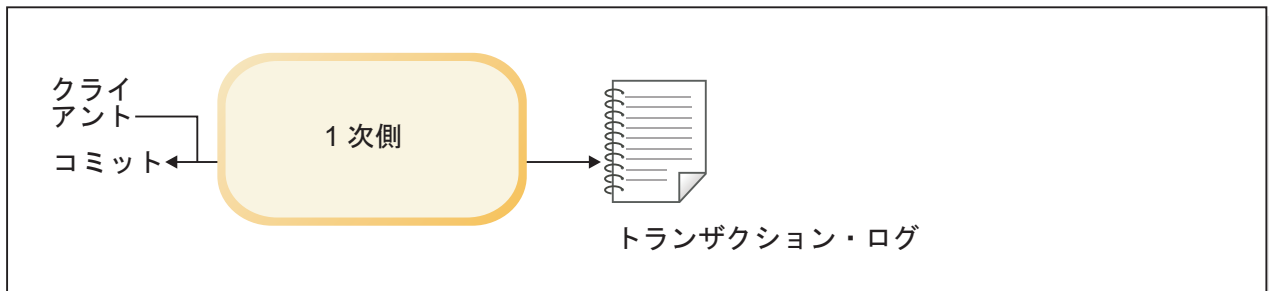 クライ
アント
コミット
1 次側
トランザクション・ログ